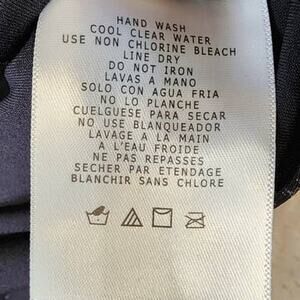 HAND WASH
COOL CLEAR WATER
USE NON CHLORINE BLEACH
LINE DRY
DO NOT IRON
LAVAS A MANO
SOLO CON AGUA FRIA
NO LO PLANCHE
CUELGUESE PARA SECAR
NO USE BLANQUEADOR
LAVAGE A LA MAIN
A L'EAU FROIDE
NE PAS REPASSES
SECHER PAR ETENDAGE
BLANCHIR SANS CHLORE